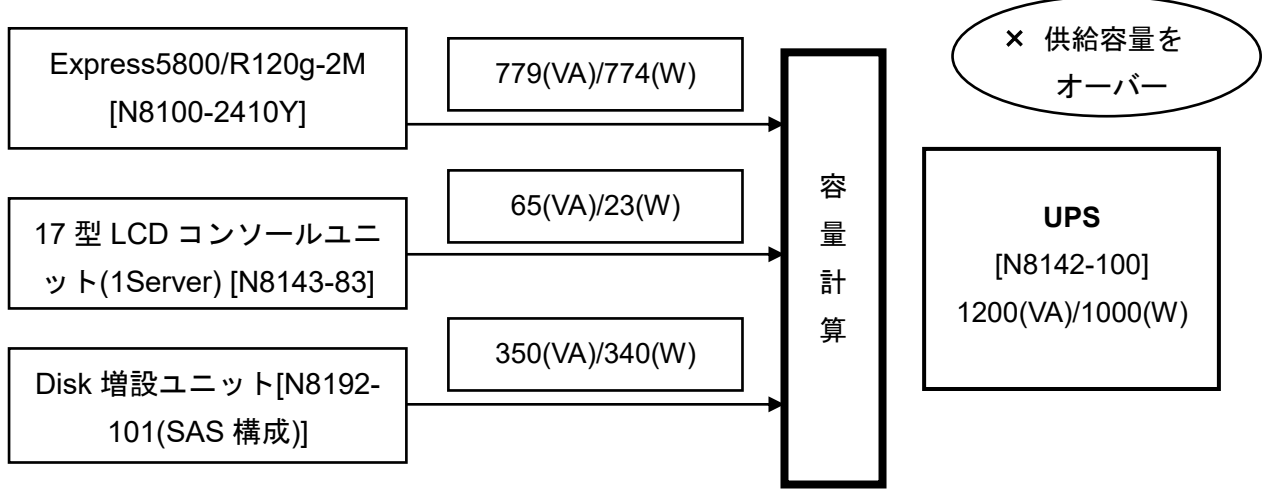 Express5800/R120g-2M
[N8100-2410Y]
779(VA)/774(W)
17 型 LCD コンソールユニ
ット(1Server) [N8143-83]
65(VA)/23(W)
Disk 増設ユニット[N8192-
101(SAS 構成)]
350(VA)/340(W)
容
量
計
算
× 供給容量を
オーバー
UPS
[N8142-100]
1200(VA)/1000(W)